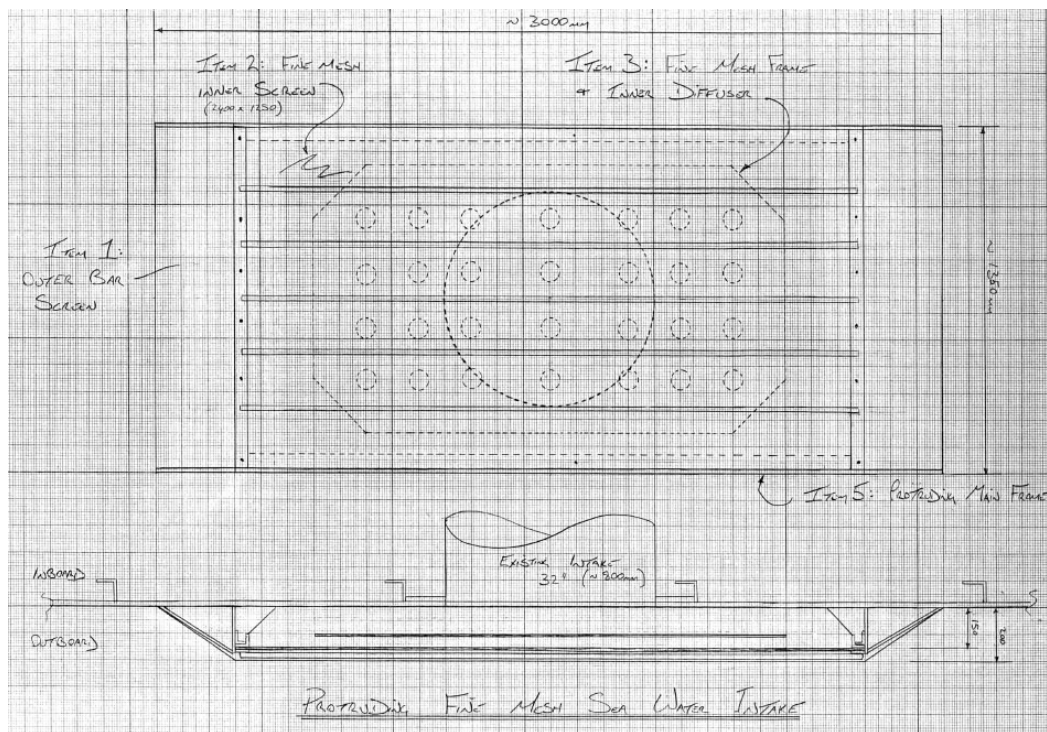 ~ 3000mm
ITEM 2: FINE MESH
INNER SCREEN
(2400 x 1250)
ITEM 3: FINE MESH FRAME
+ INNER DIFFUSER
ITEM 1:
OUTER BAR
SCREEN
~ 1350mm
ITEM 5: PROTRUDING MAIN FRAME
EXISTING INTAKE
32" (~ 800mm)
INBOARD
OUTBOARD
150
200
PROTRUDING FINE MESH SEA WATER INTAKE